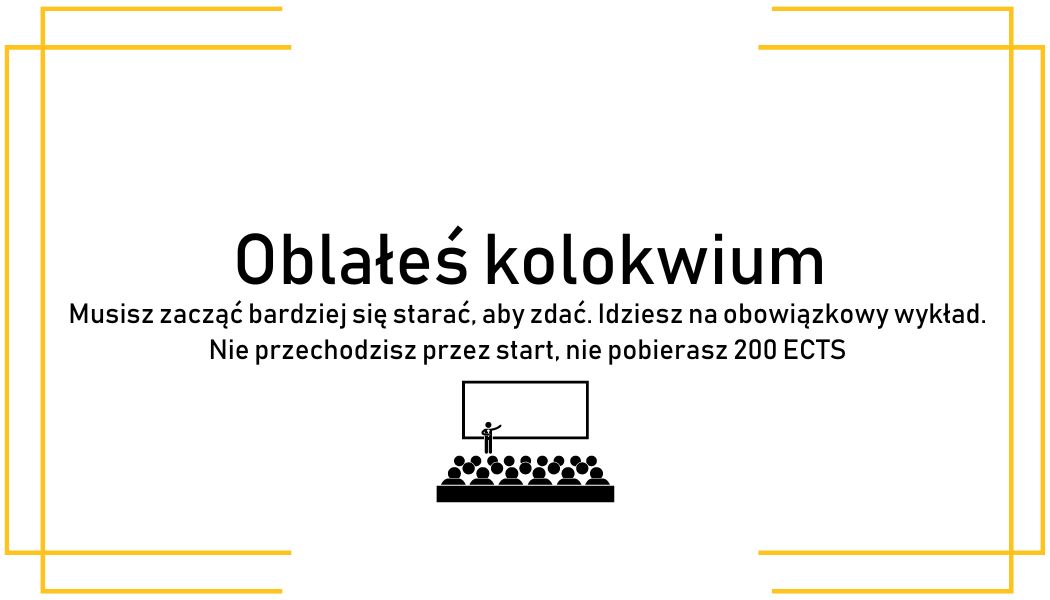 Oblałeś kolokwium
Musisz zacząć bardziej się starać, aby zdać. Idziesz na obowiązkowy wykład.
Nie przechodzisz przez start, nie pobierasz 200 ECTS